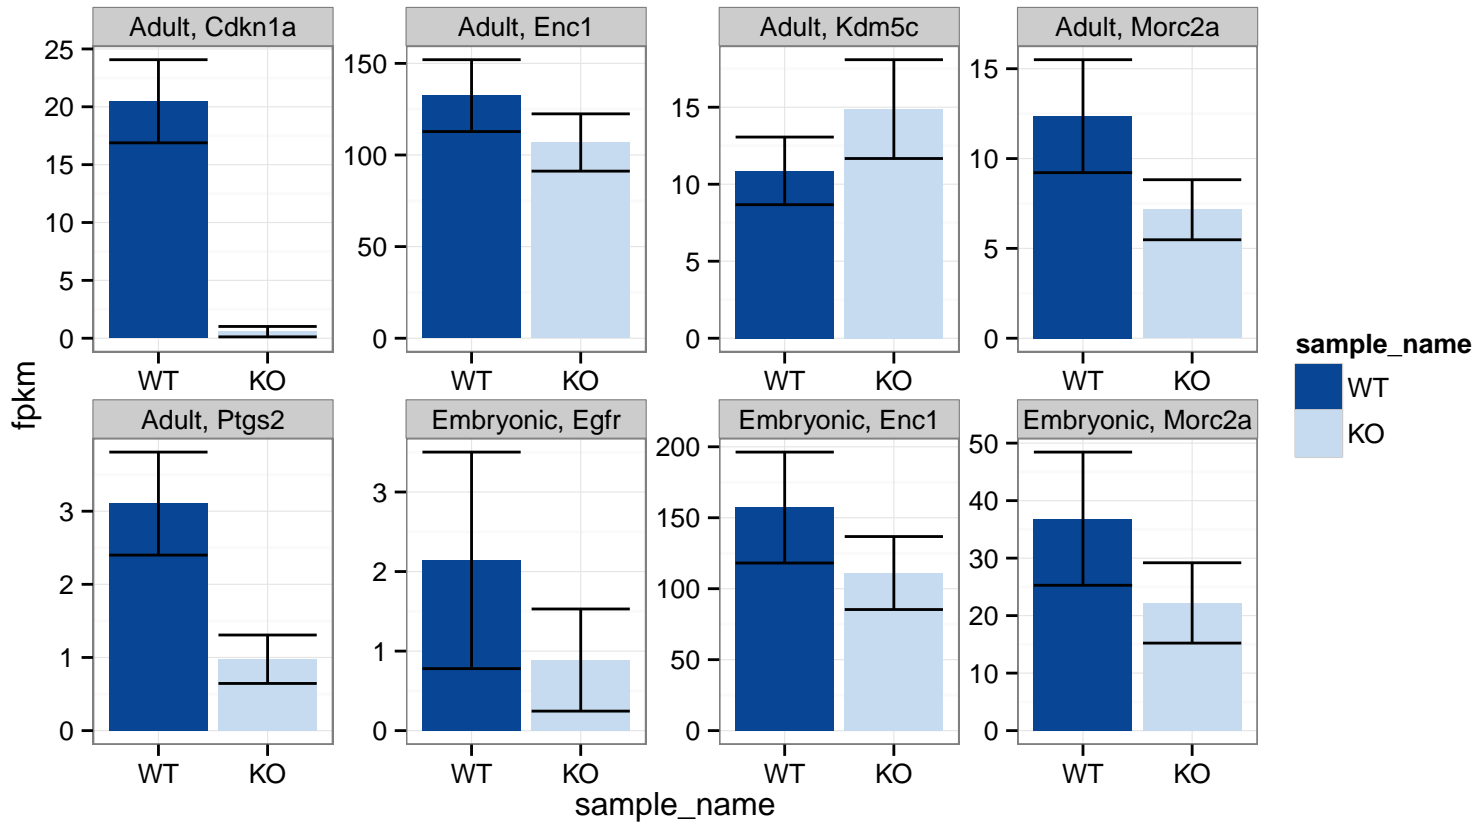 Adult, Cdkn1a
Adult, Enc1
Adult, Kdm5c
Adult, Morc2a
25
20
15
10
5
0
150
100
50
0
15
10
5
0
15
10
5
0
WT KO
WT KO
WT KO
WT KO
Adult, Ptgs2
Embryonic, Egfr
Embryonic, Enc1
Embryonic, Morc2a
3
2
1
0
3
2
1
0
200
150
100
50
0
50
40
30
20
10
0
WT KO
WT KO
WT KO
WT KO
fpkm
sample_name
sample_name
WT
KO